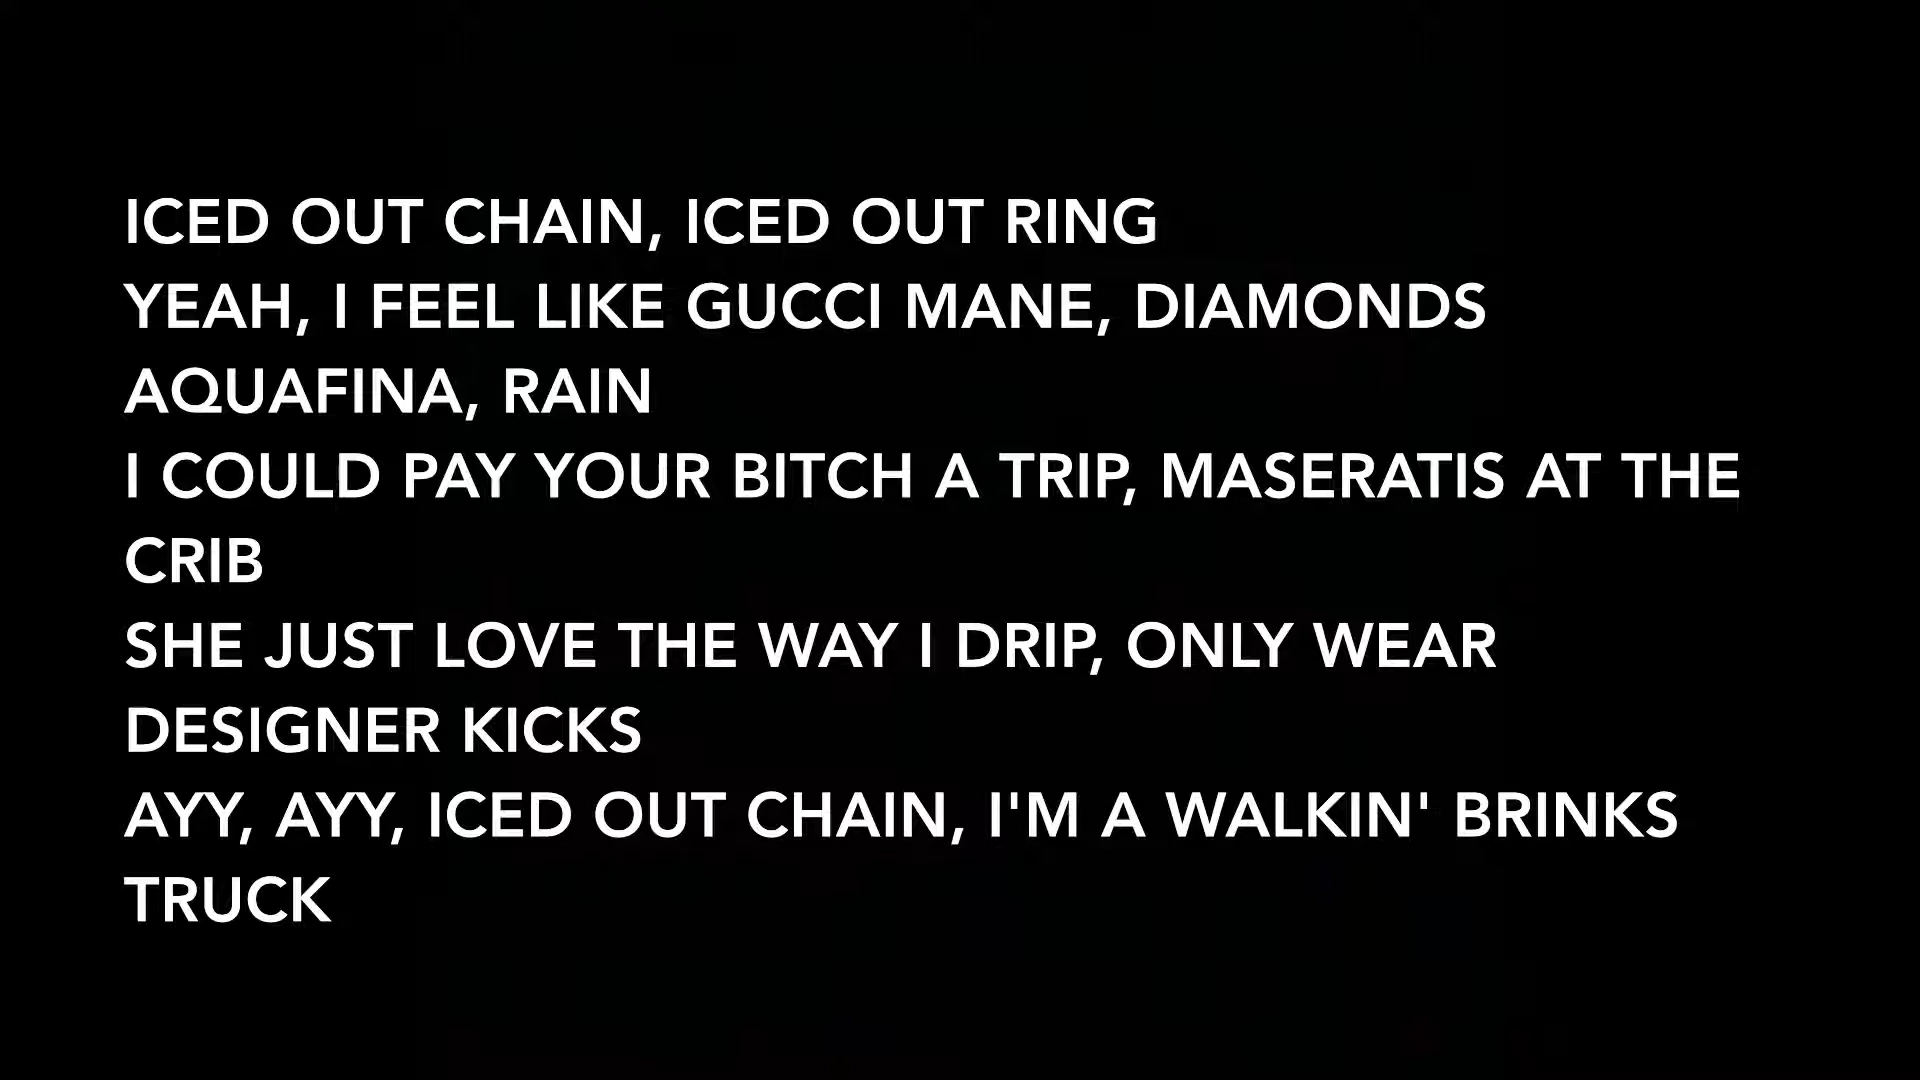 ICED OUT CHAIN, ICED OUT RING
YEAH, I FEEL LIKE GUCCI MANE, DIAMONDS
AQUAFINA, RAIN
I COULD PAY YOUR BITCH A TRIP, MASERATIS AT THE
CRIB
SHE JUST LOVE THE WAY I DRIP, ONLY WEAR
DESIGNER KICKS
AYY, AYY, ICED OUT CHAIN, I'M A WALKIN' BRINKS
TRUCK